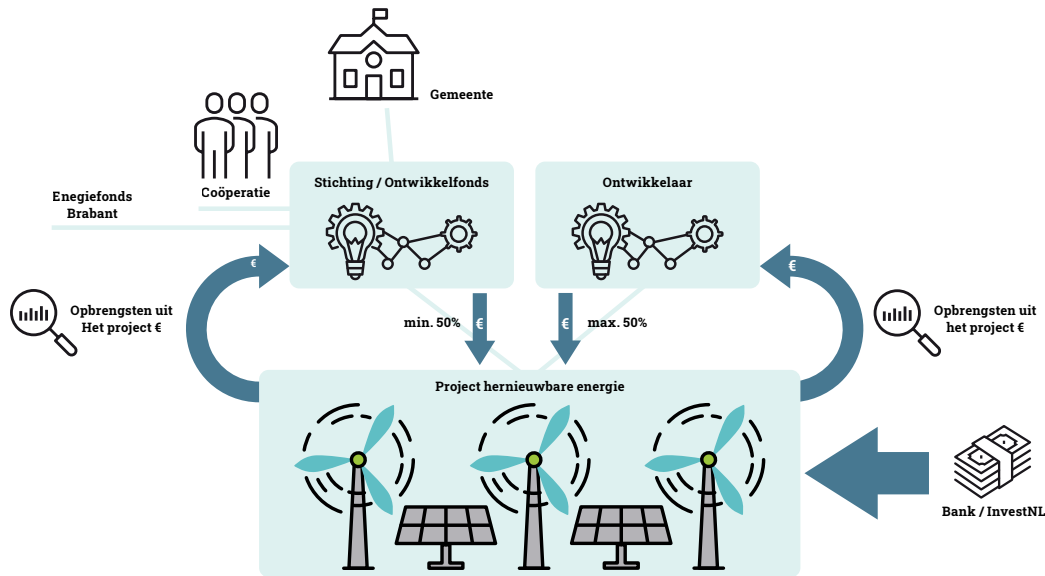 Gemeente
Coöperatie
Enegiefonds
Brabant
Stichting / Ontwikkelfonds
Ontwikkelaar
€
€
Opbrengsten uit
Het project €
min. 50%
€
€
max. 50%
Opbrengsten uit
het project €
Project hernieuwbare energie
Bank / InvestNL